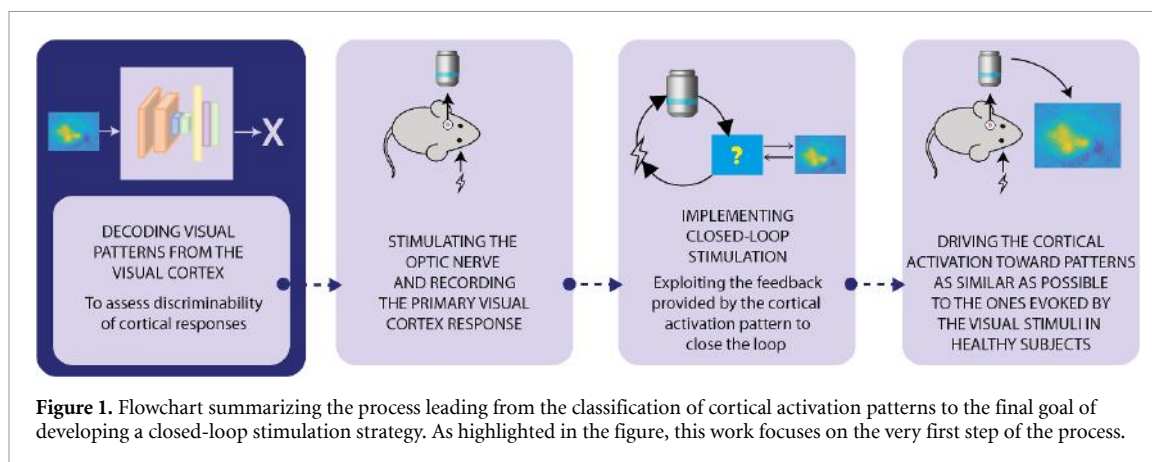 X
DECODING VISUAL
PATTERNS FROM THE
VISUAL CORTEX
To assess discriminability
of cortical responses
STIMULATING THE
OPTIC NERVE
AND RECORDING
THE PRIMARY VISUAL
CORTEX RESPONSE
?
IMPLEMENTING
CLOSED-LOOP
STIMULATION
Exploiting the feedback
provided by the cortical
activation pattern to
close the loop
DRIVING THE CORTICAL
ACTIVATION TOWARD PATTERNS
AS SIMILAR AS POSSIBLE
TO THE ONES EVOKED BY
THE VISUAL STIMULI IN
HEALTHY SUBJECTS
Figure 1. Flowchart summarizing the process leading from the classification of cortical activation patterns to the final goal of
developing a closed-loop stimulation strategy. As highlighted in the figure, this work focuses on the very first step of the process.